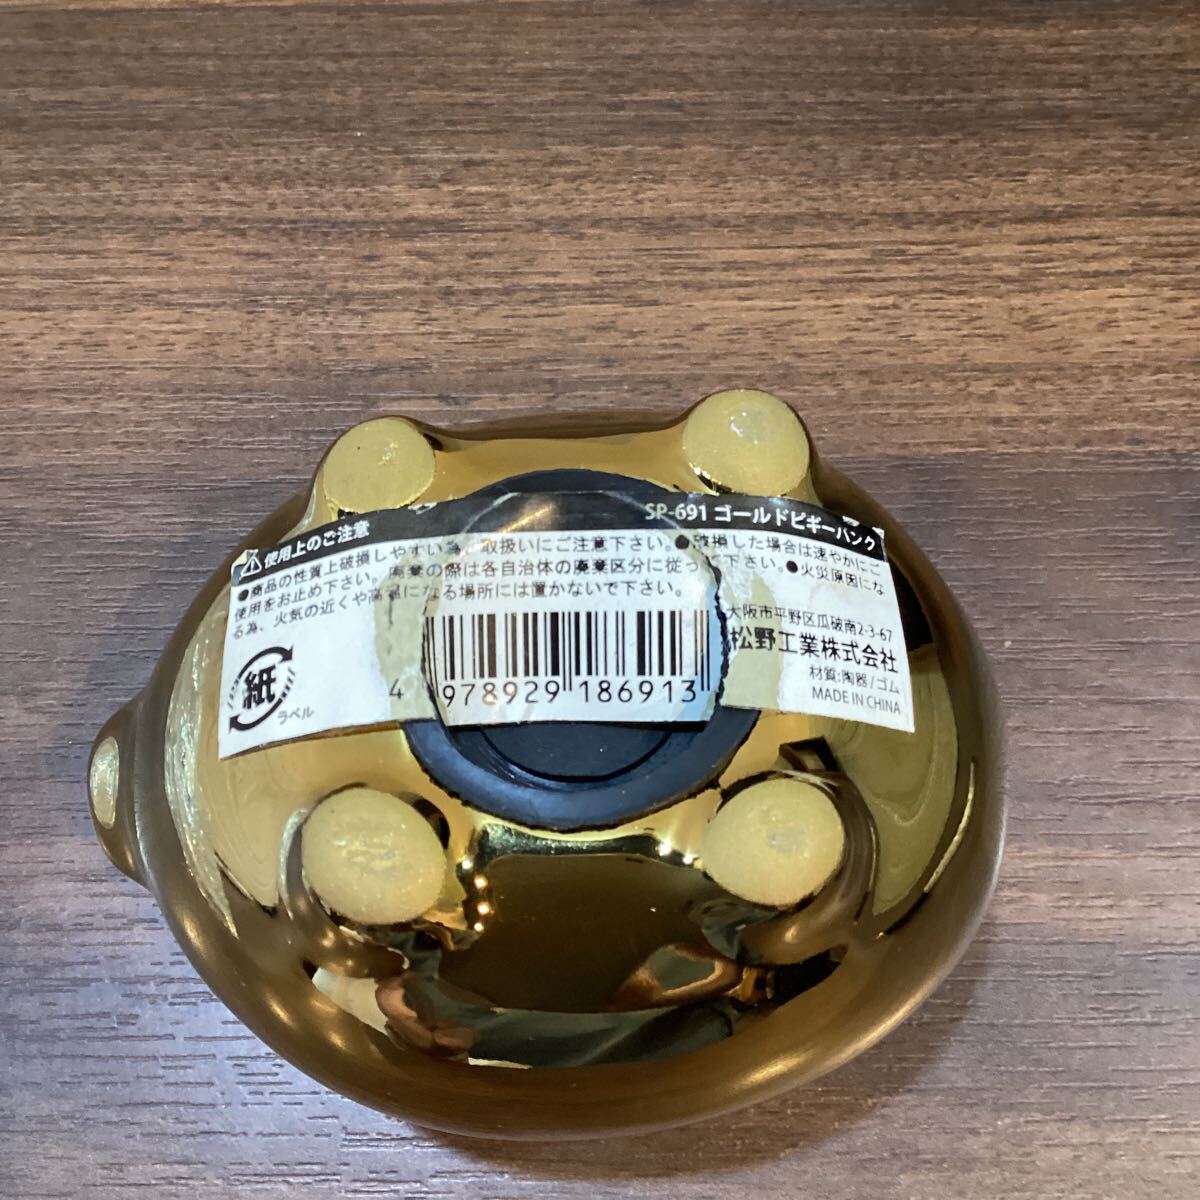 SP-691 ゴールドピギーバンク
使用上のご注意
●商品の性質上破損しやすい為、取扱いにご注意下さい。●破損した場合は速やかにご
使用をお止め下さい。廃棄の際は各自治体の廃棄区分に従って下さい。●火災原因にな
る為、火気の近くや高温になる場所には置かないで下さい。
紙
ラベル
4 978929 186913
大阪市平野区瓜破南2-3-67
松野工業株式会社
材質:陶器/ゴム
MADE IN CHINA